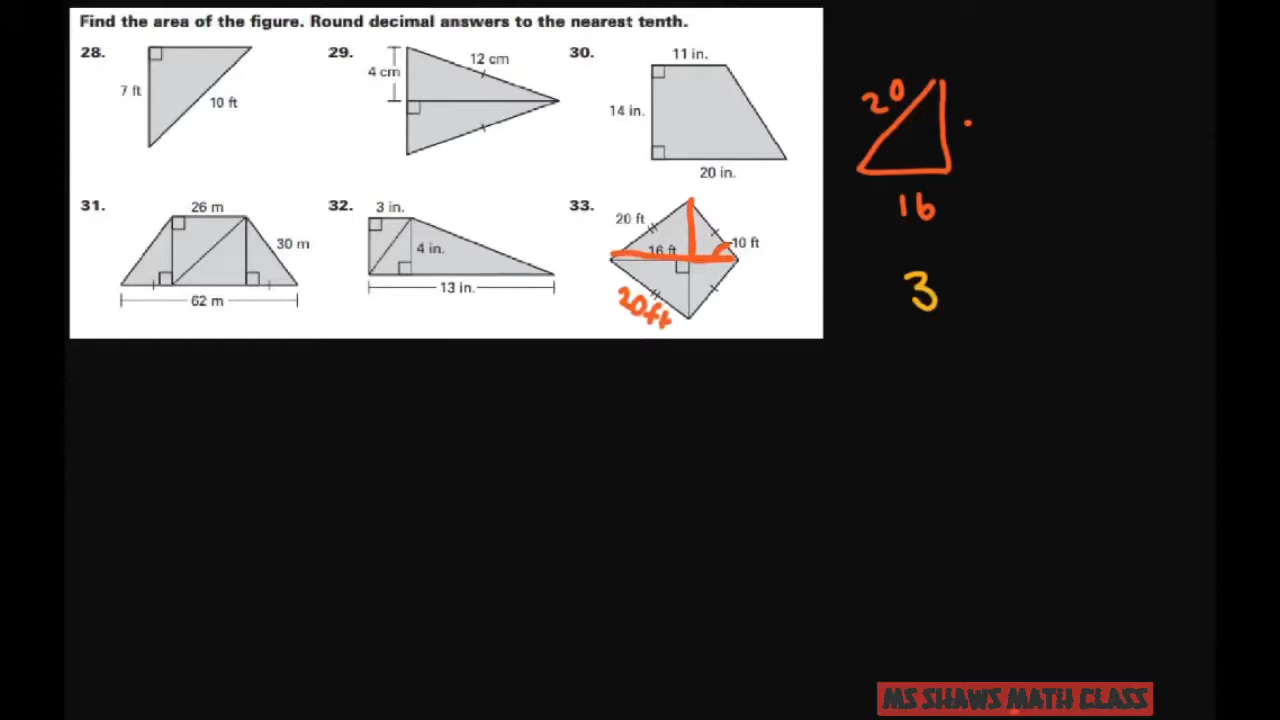 Find the area of the figure. Round decimal answers to the nearest tenth.
28.
7 ft
10 ft
29.
4 cm
12 cm
30.
11 in.
14 in.
20 in.
31.
26 m
30 m
62 m
32.
3 in.
4 in.
13 in.
33.
20 ft
16 ft
10 ft
20ft
20
16
3
MS SHAWS MATH CLASS